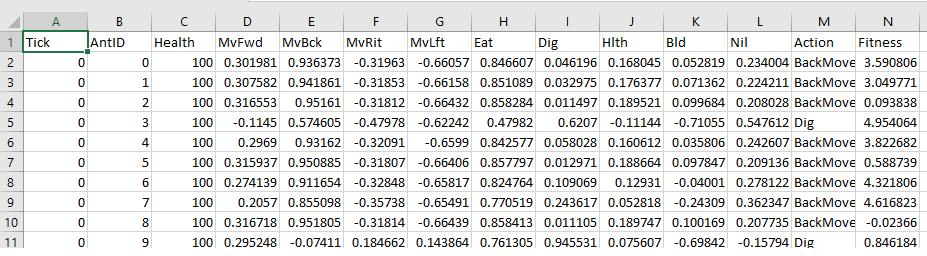 A B C D E F G H I J K L M N
1 Tick AntID Health MvFwd MvBck MvRit MvLft Eat Dig Hlth Bld Nil Action Fitness
2 0 0 100 0.301981 0.936373 -0.31963 -0.66057 0.846607 0.046196 0.168045 0.052819 0.234004 BackMove 3.590806
3 0 1 100 0.307582 0.941861 -0.31853 -0.66158 0.851089 0.032975 0.176377 0.071362 0.224211 BackMove 3.049771
4 0 2 100 0.316553 0.95161 -0.31812 -0.66432 0.858284 0.011497 0.189521 0.099684 0.208028 BackMove 0.093838
5 0 3 100 -0.1145 0.574605 -0.47978 -0.62242 0.47982 0.6207 -0.11144 -0.71055 0.547612 Dig 4.954064
6 0 4 100 0.2969 0.93162 -0.32091 -0.6599 0.842577 0.058028 0.160612 0.035806 0.242607 BackMove 3.822682
7 0 5 100 0.315937 0.950885 -0.31807 -0.66406 0.857797 0.012971 0.188664 0.097847 0.209136 BackMove 0.588739
8 0 6 100 0.274139 0.911654 -0.32848 -0.65817 0.824764 0.109069 0.12931 -0.04001 0.278122 BackMove 4.321806
9 0 7 100 0.2057 0.855098 -0.35738 -0.65491 0.770519 0.243617 0.052818 -0.24309 0.362347 BackMove 4.616823
10 0 8 100 0.316718 0.951805 -0.31814 -0.66439 0.858413 0.011105 0.189747 0.100169 0.207735 BackMove -0.02366
11 0 9 100 0.295248 -0.07411 0.184662 0.143864 0.761305 0.945531 0.075607 -0.69842 -0.15794 Dig 0.846184